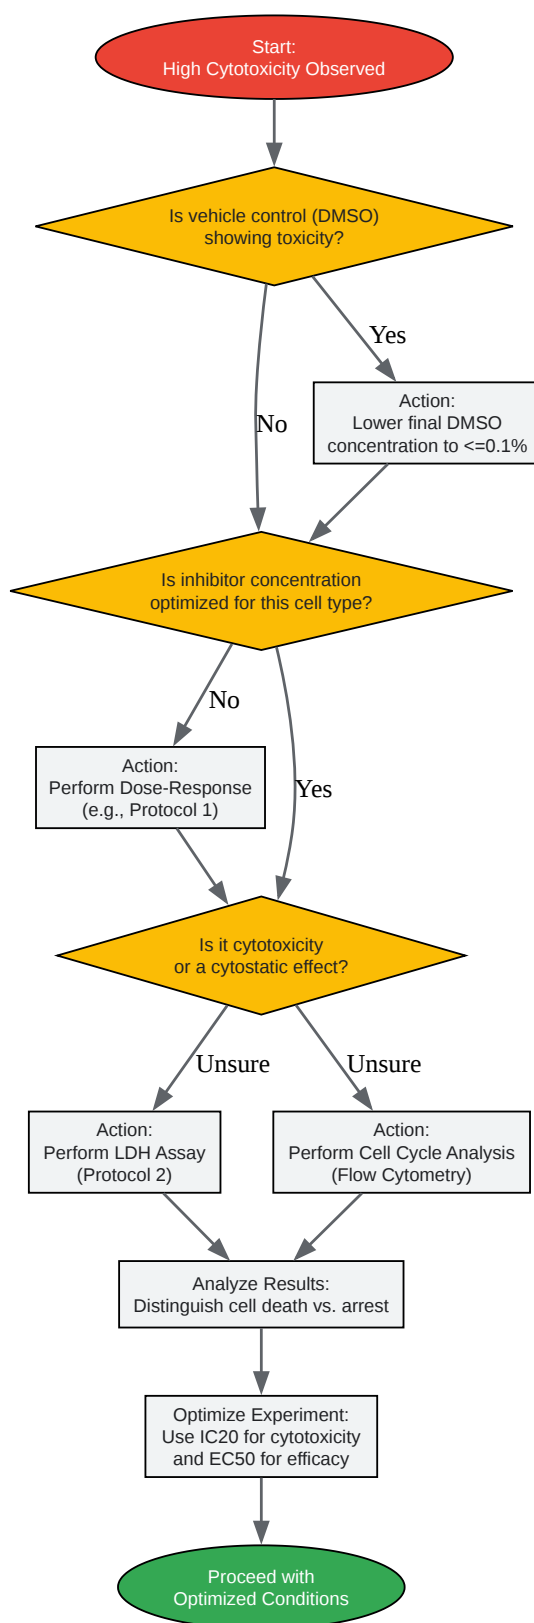 Start:
High Cytotoxicity Observed
Is vehicle control (DMSO)
showing toxicity?
Yes
Action:
Lower final DMSO
concentration to <=0.1%
No
Is inhibitor concentration
optimized for this cell type?
No
Action:
Perform Dose-Response
(e.g., Protocol 1)
Yes
Is it cytotoxicity
or a cytostatic effect?
Unsure
Unsure
Action:
Perform LDH Assay
(Protocol 2)
Action:
Perform Cell Cycle Analysis
(Flow Cytometry)
Analyze Results:
Distinguish cell death vs. arrest
Optimize Experiment:
Use IC20 for cytotoxicity
and EC50 for efficacy
Proceed with
Optimized Conditions